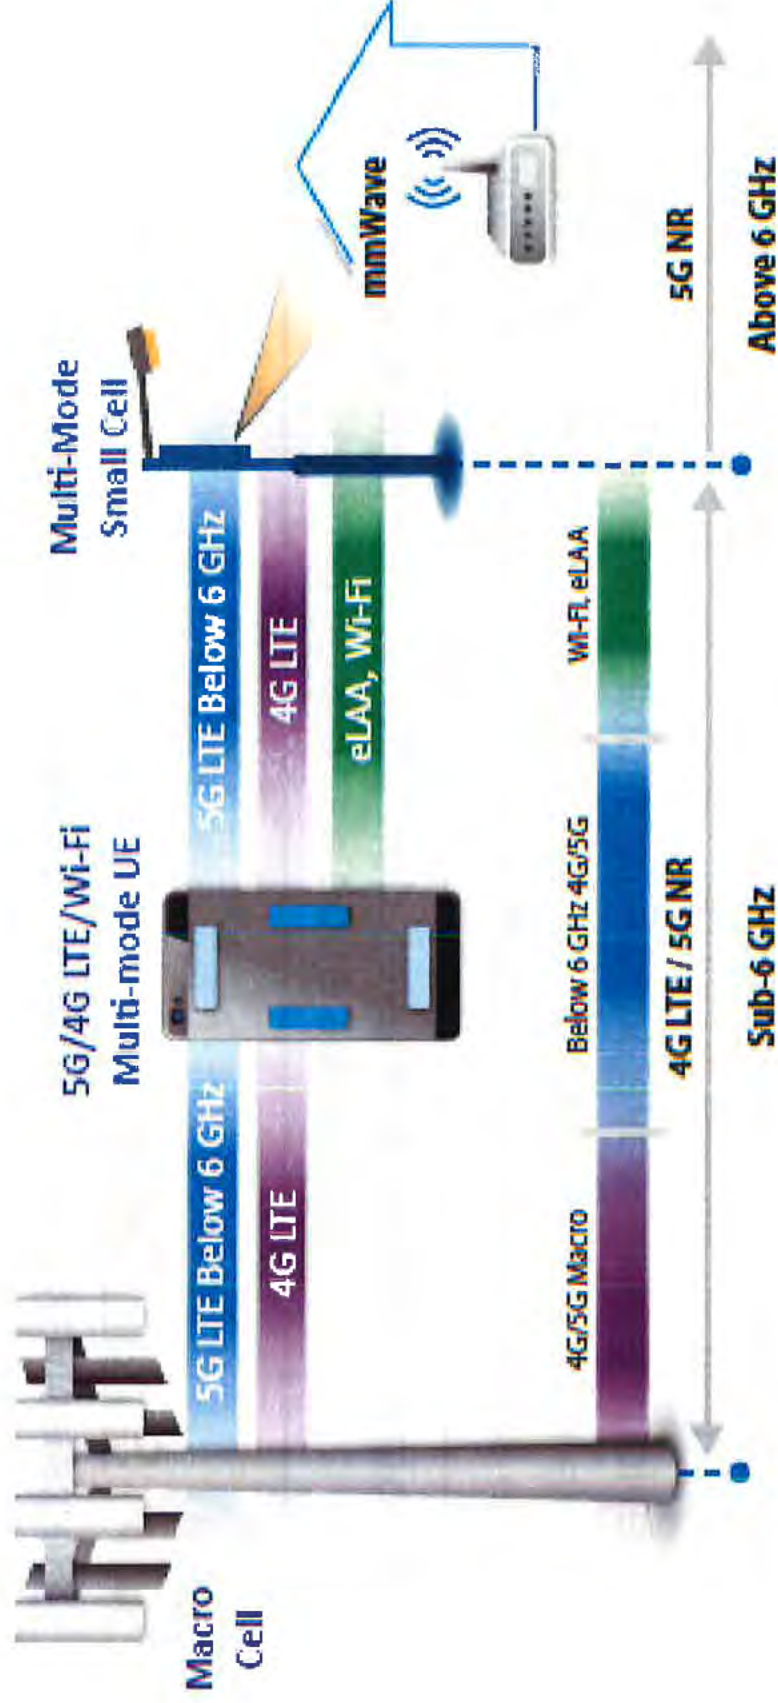 Macro
Cell
5G/4G LTE/Wi-Fi
Multi-mode UE
Multi-Mode
Small Cell
5G LTE Below 6 GHz
5G LTE Below 6 GHz
4G LTE
4G LTE
eLAA, Wi-Fi
mmWave
4G/5G Macro
Below 6 GHz 4G/5G
Wi-Fi, eLAA
4G LTE / 5G NR
5G NR
Sub-6 GHz
Above 6 GHz